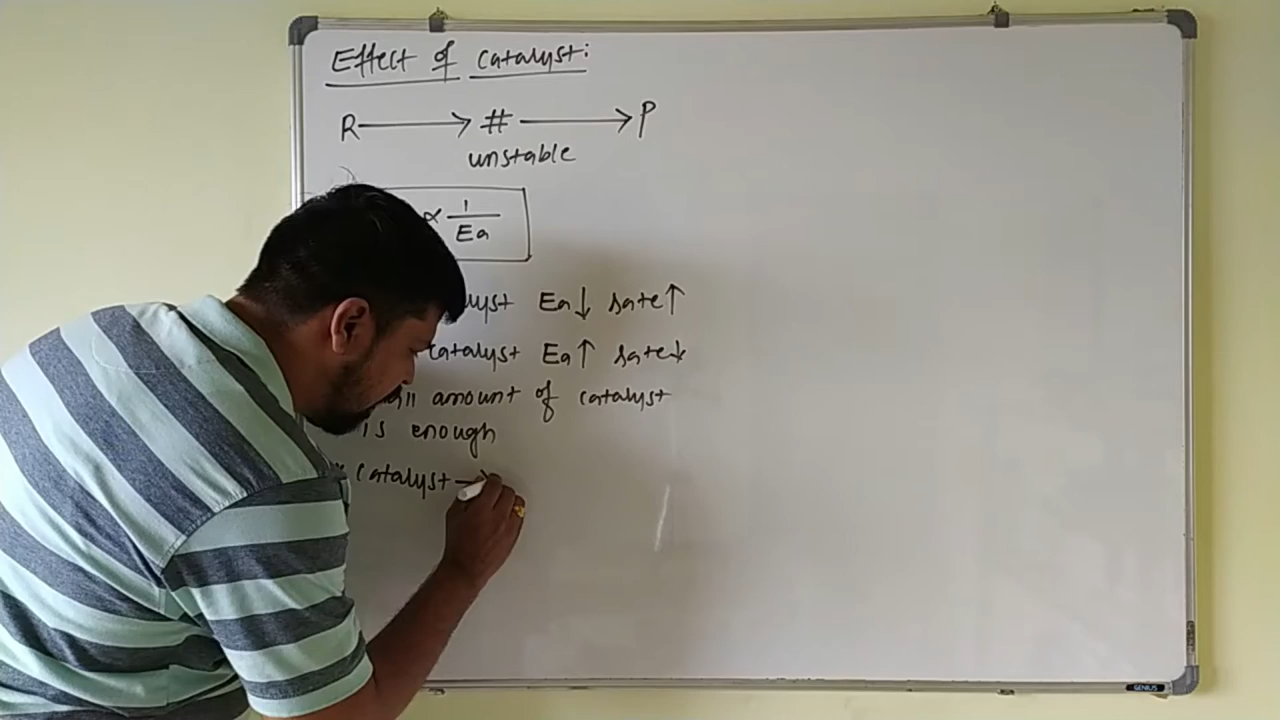 Effect of catalyst:
R → # → P
unstable
∝ 1/Ea
Ea↓ rate↑
catalyst Ea↑ rate↓
amount of catalyst
is enough
* catalyst →
GENIUS